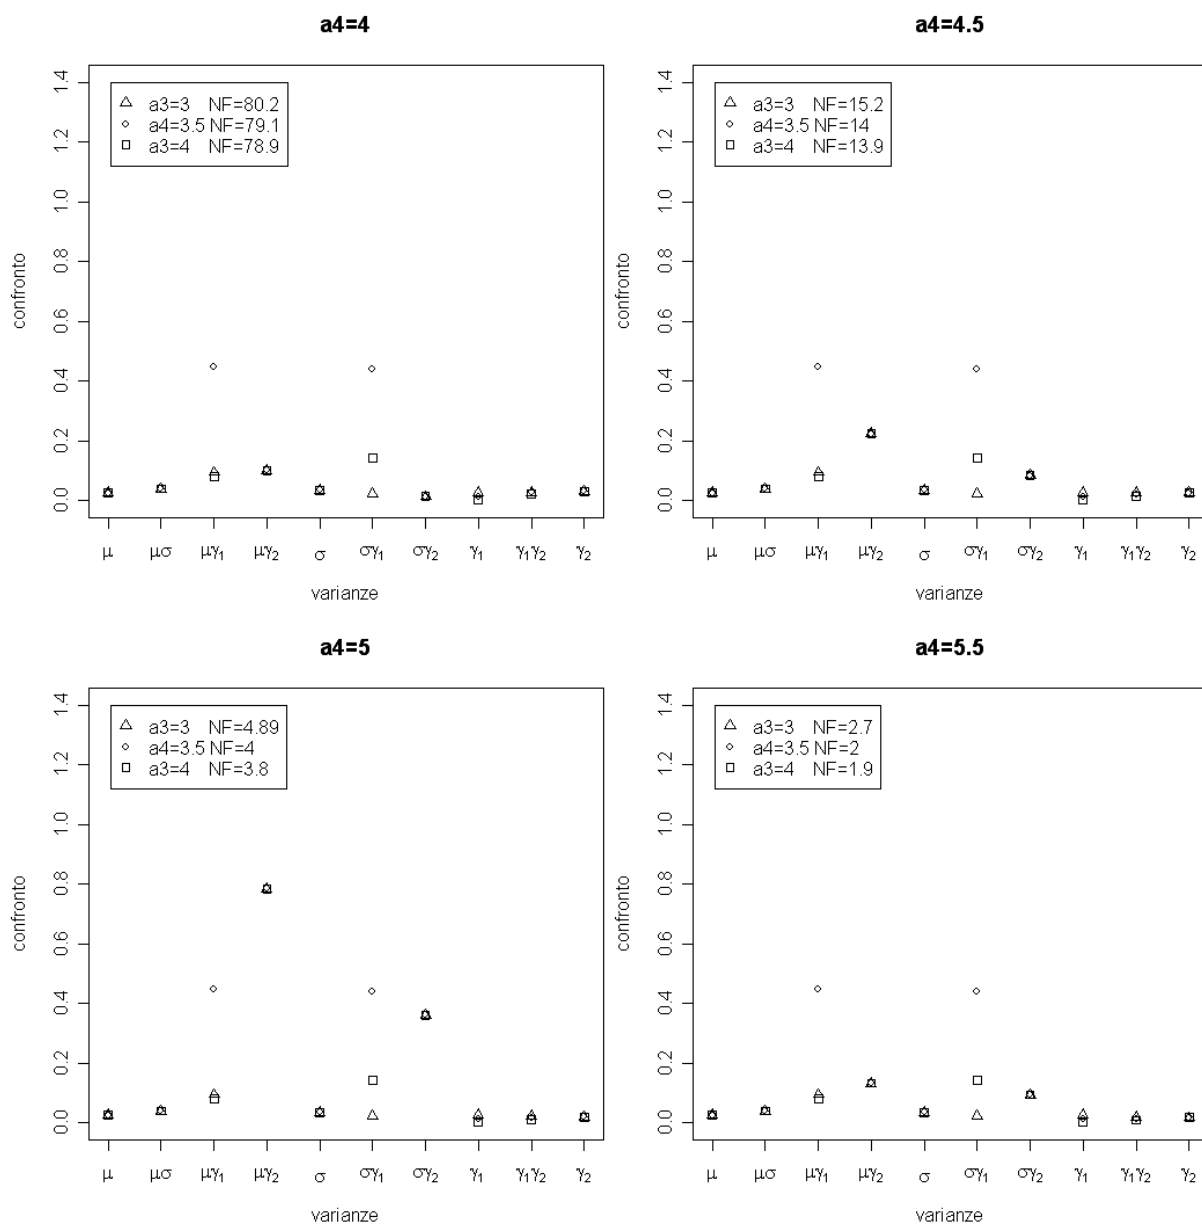 a4=4
1.4
1.2
1.0
0.8
0.6
0.4
0.2
0.0
confronto
a3=3 NF=80.2
a4=3.5 NF=79.1
a3=4 NF=78.9
μ μσ μγ1 μγ2 σ σγ1 σγ2 γ1 γ1γ2 γ2
varianze
a4=4.5
1.4
1.2
1.0
0.8
0.6
0.4
0.2
0.0
confronto
a3=3 NF=15.2
a4=3.5 NF=14
a3=4 NF=13.9
μ μσ μγ1 μγ2 σ σγ1 σγ2 γ1 γ1γ2 γ2
varianze
a4=5
1.4
1.2
1.0
0.8
0.6
0.4
0.2
0.0
confronto
a3=3 NF=4.89
a4=3.5 NF=4
a3=4 NF=3.8
μ μσ μγ1 μγ2 σ σγ1 σγ2 γ1 γ1γ2 γ2
varianze
a4=5.5
1.4
1.2
1.0
0.8
0.6
0.4
0.2
0.0
confronto
a3=3 NF=2.7
a4=3.5 NF=2
a3=4 NF=1.9
μ μσ μγ1 μγ2 σ σγ1 σγ2 γ1 γ1γ2 γ2
varianze